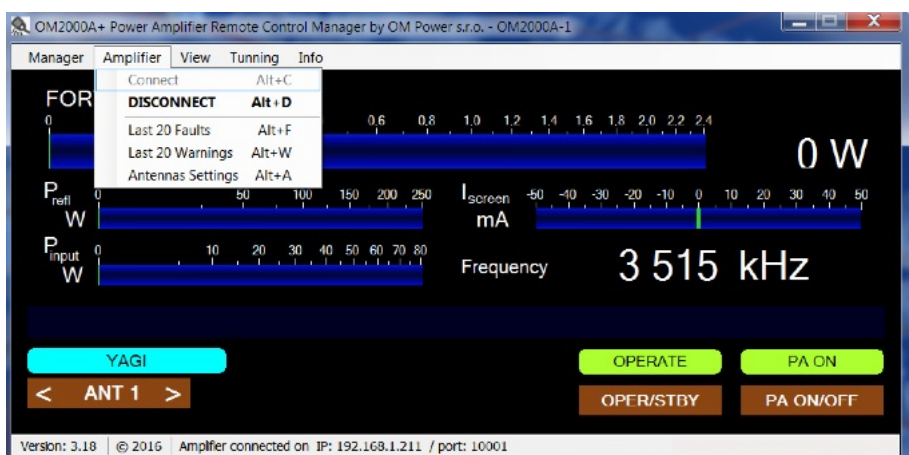 OM2000A+ Power Amplifier Remote Control Manager by OM Power s.r.o. - OM2000A-1
Manager Amplifier View Tunning Info
Connect Alt+C
DISCONNECT Alt+D
Last 20 Faults Alt+F
Last 20 Warnings Alt+W
Antennas Settings Alt+A
FOR
0 0,6 0,8 1,0 1,2 1,4 1,6 1,8 2,0 2,2 2,4
0 W
Prefl W 0 50 100 150 200 250
Iscreen mA -50 -40 -30 -20 -10 0 10 20 30 40 50
Pinput W 0 10 20 30 40 50 60 70 80
Frequency 3 515 kHz
YAGI OPERATE PA ON
< ANT 1 > OPER/STBY PA ON/OFF
Version: 3.18 © 2016 Amplifier connected on IP: 192.168.1.211 / port: 10001